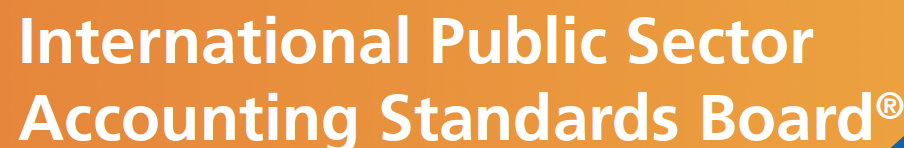 International Public Sector
Accounting Standards Board®